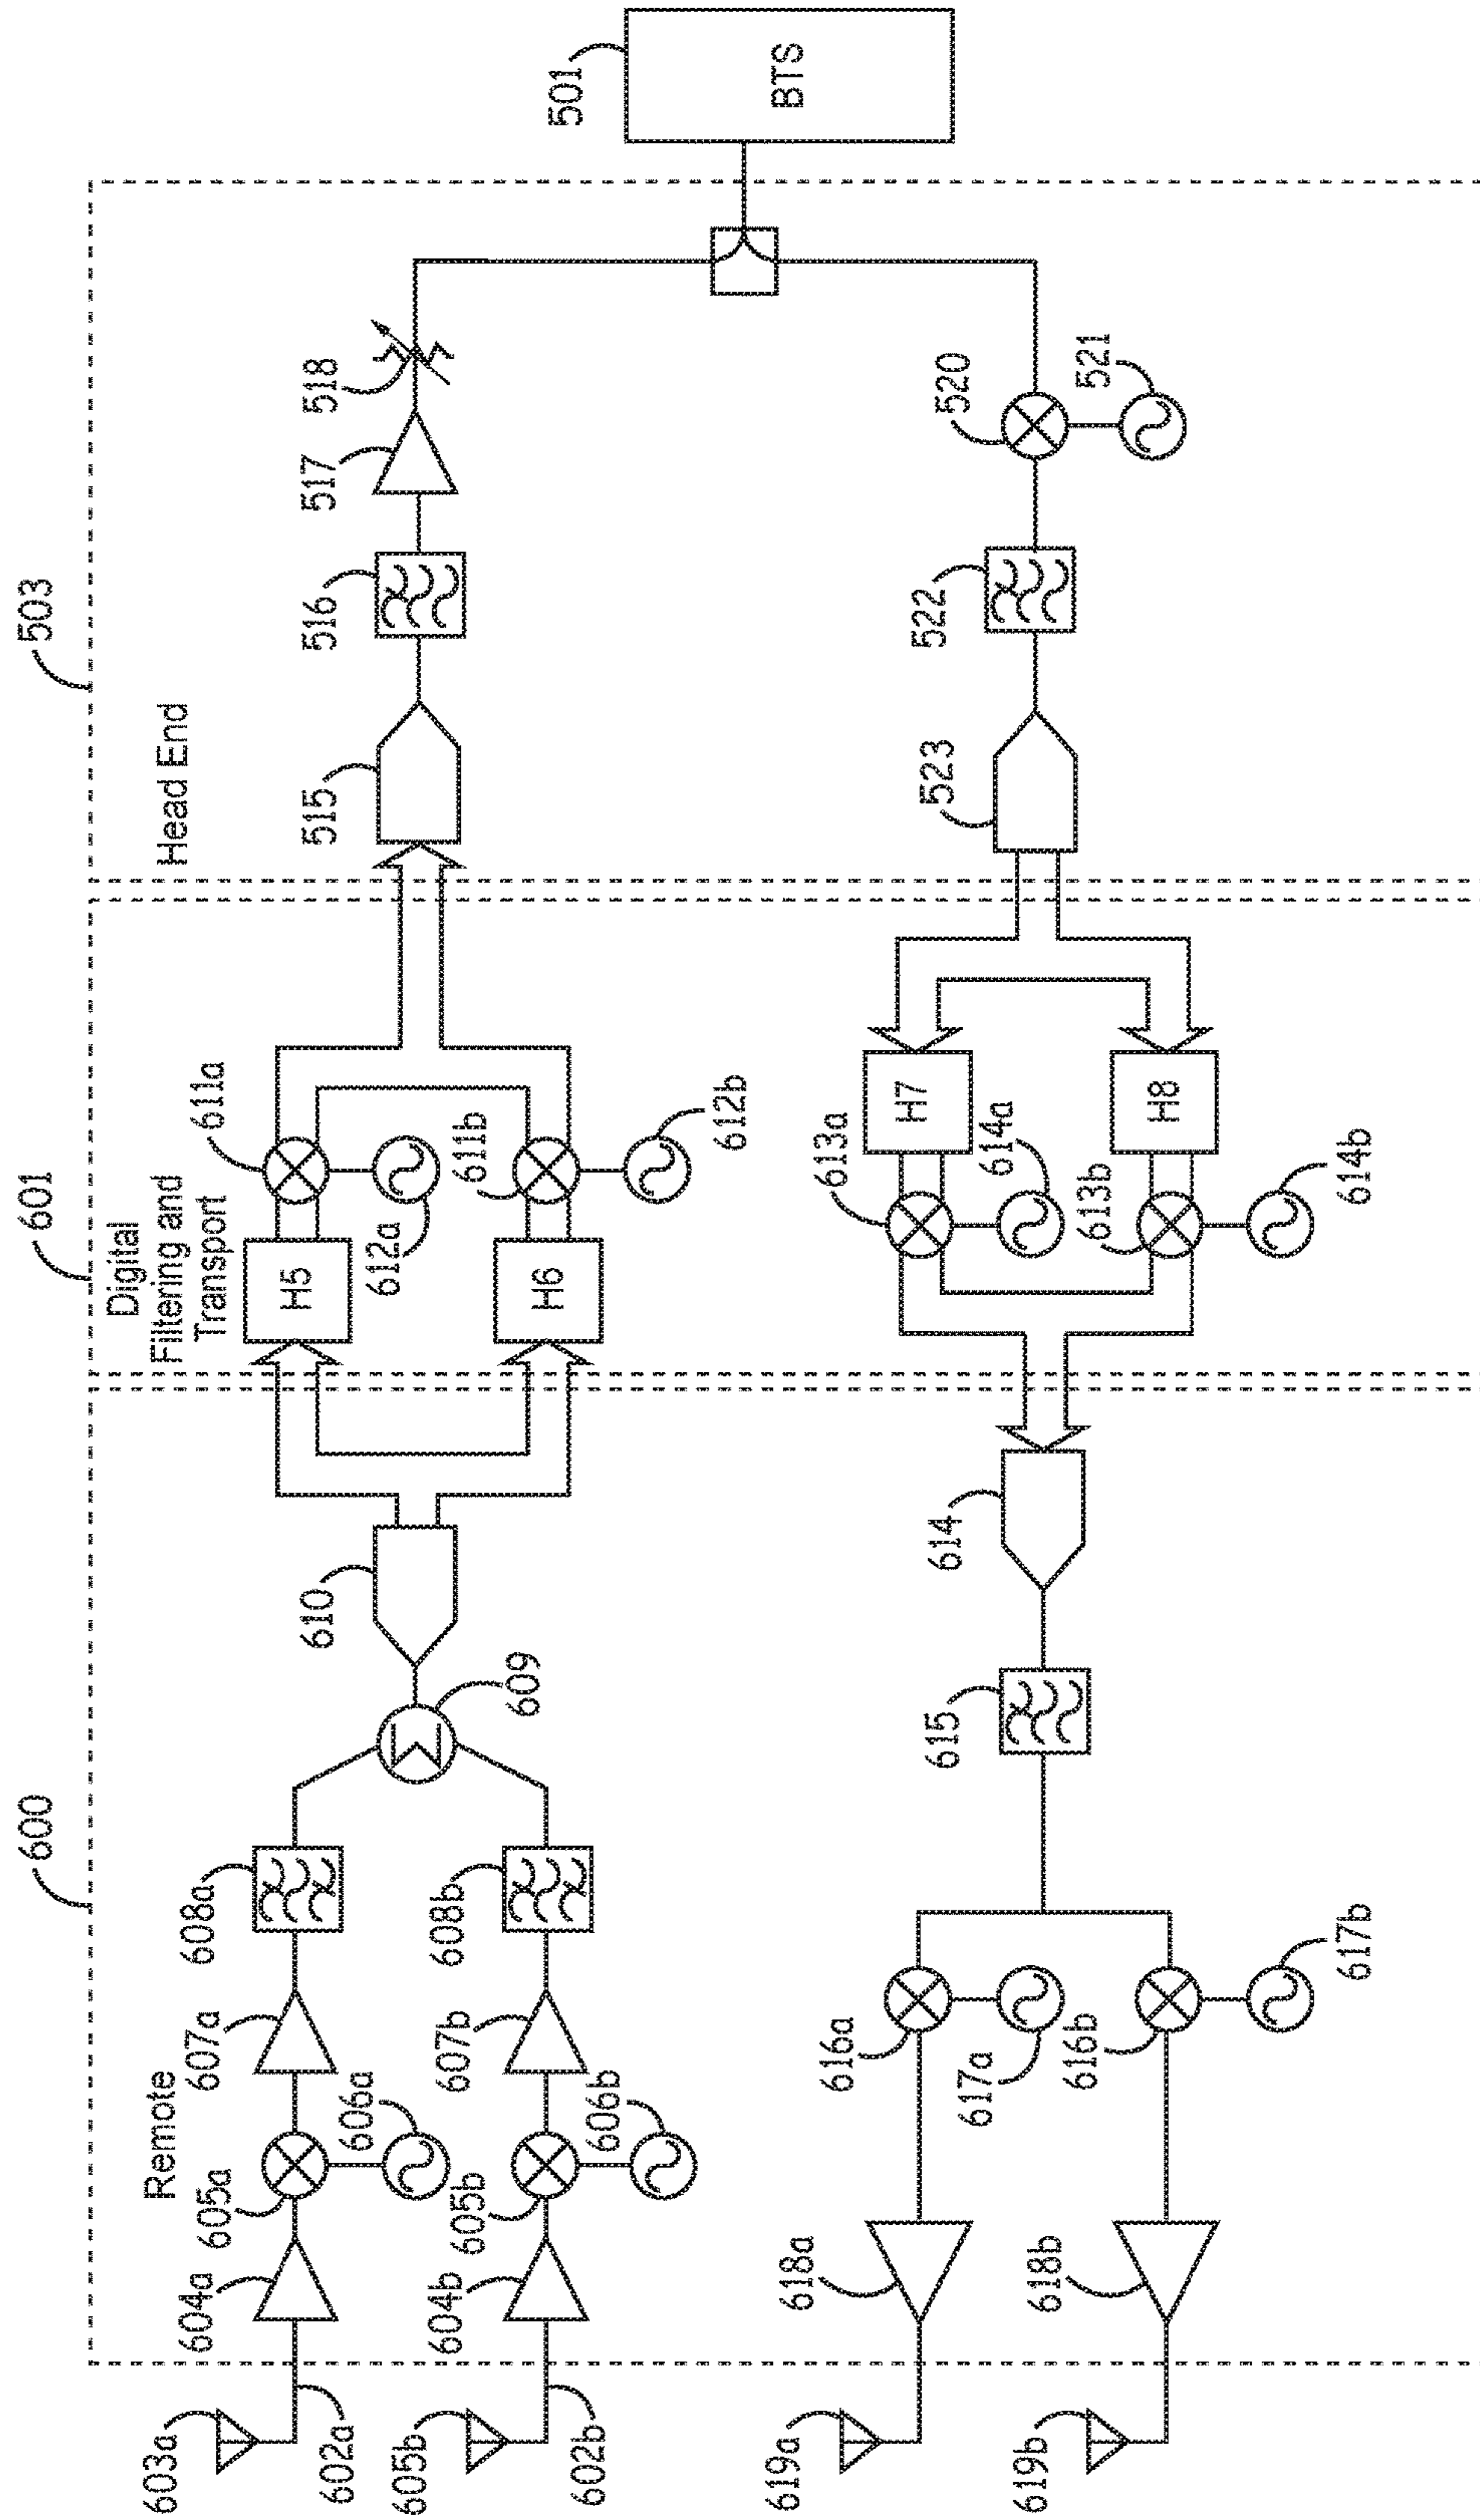 503
601
600
Head End
Digital
Filtering and
Transport
Remote
501
BTS
518
517
516
515
520
521
522
523
611a
612a
611b
612b
H5
H6
H7
H8
613a
614a
613b
614b
610
609
608a
608b
607a
607b
606a
606b
605a
605b
604a
604b
603a
602a
605b
602b
614
615
616a
617a
616b
617b
618a
618b
619a
619b